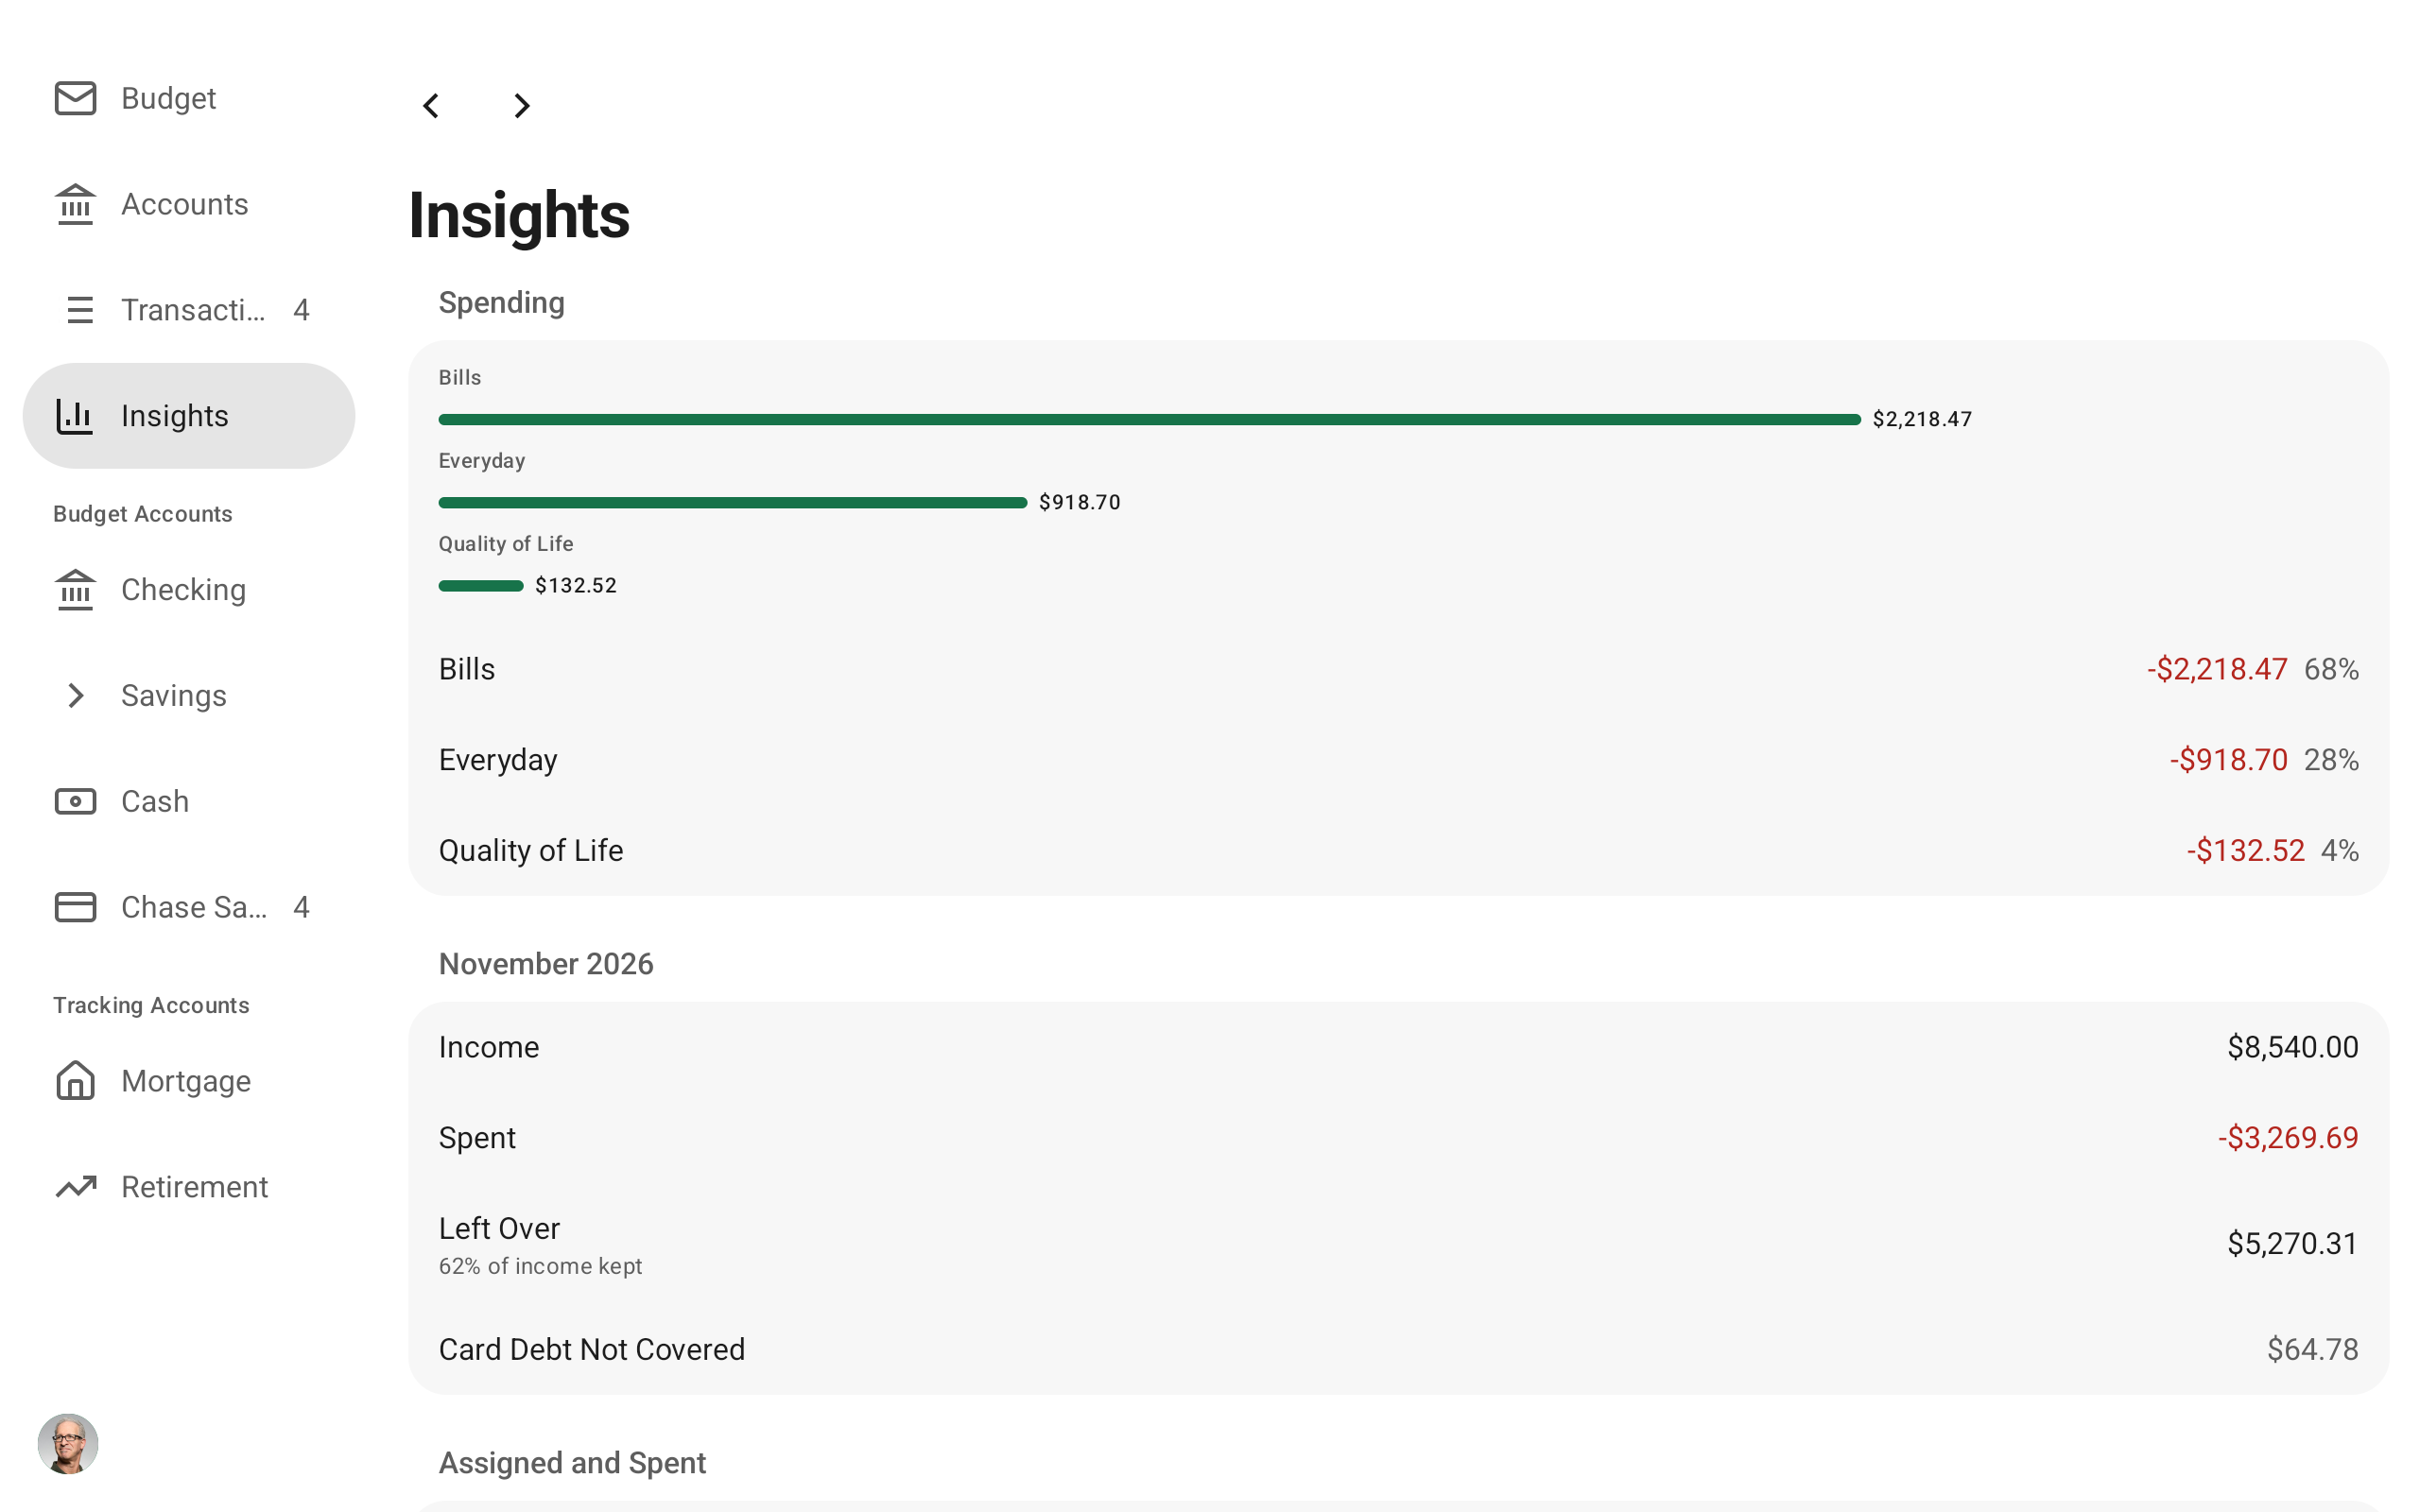 Budget
Accounts
Transacti... 4
Insights
Budget Accounts
Checking
Savings
Cash
Chase Sa... 4
Tracking Accounts
Mortgage
Retirement
Insights
Spending
Bills
$2,218.47
Everyday
$918.70
Quality of Life
$132.52
Bills -$2,218.47 68%
Everyday -$918.70 28%
Quality of Life -$132.52 4%
November 2026
Income $8,540.00
Spent -$3,269.69
Left Over $5,270.31
62% of income kept
Card Debt Not Covered $64.78
Assigned and Spent